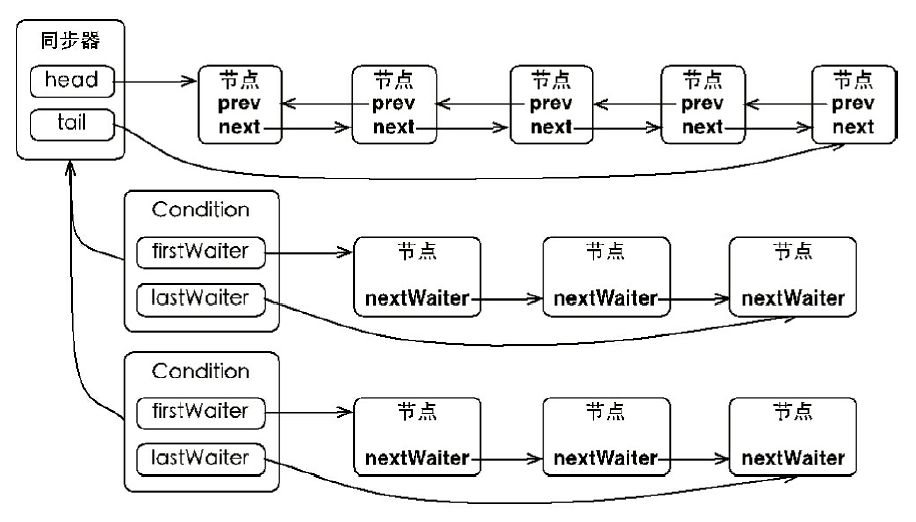 同步器
head
tail
节点 节点 节点 节点 节点
prev prev prev prev prev
next next next next next
Condition
firstWaiter
lastWaiter
节点 节点 节点
nextWaiter nextWaiter nextWaiter
Condition
firstWaiter
lastWaiter
节点 节点 节点
nextWaiter nextWaiter nextWaiter